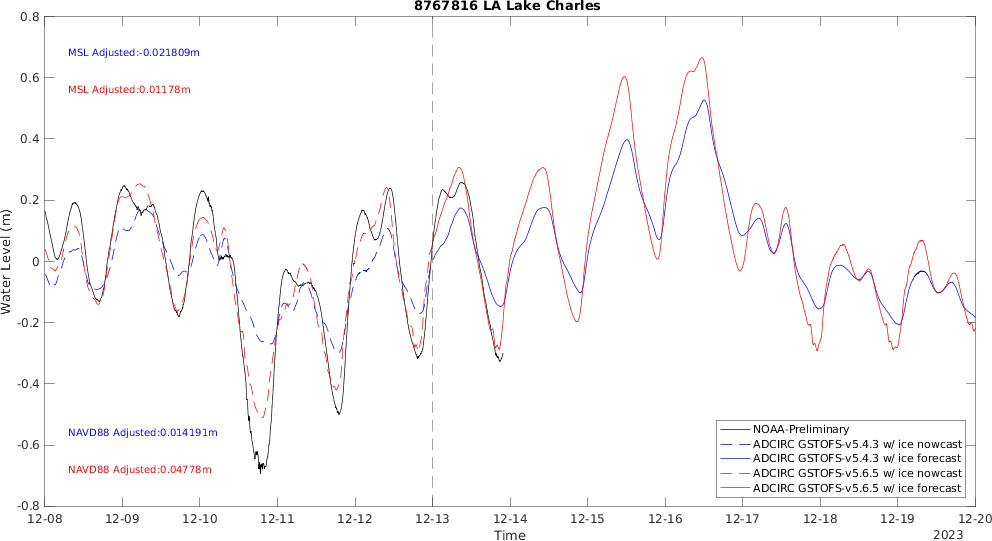 8767816 LA Lake Charles
0.8
0.6
0.4
0.2
0
-0.2
-0.4
-0.6
-0.8
Water Level (m)
MSL Adjusted:-0.021809m
MSL Adjusted:0.01178m
NAVD88 Adjusted:0.014191m
NAVD88 Adjusted:0.04778m
NOAA-Preliminary
ADCIRC GSTOFS-v5.4.3 w/ ice nowcast
ADCIRC GSTOFS-v5.4.3 w/ ice forecast
ADCIRC GSTOFS-v5.6.5 w/ ice nowcast
ADCIRC GSTOFS-v5.6.5 w/ ice forecast
12-08 12-09 12-10 12-11 12-12 12-13 12-14 12-15 12-16 12-17 12-18 12-19 12-20
Time
2023